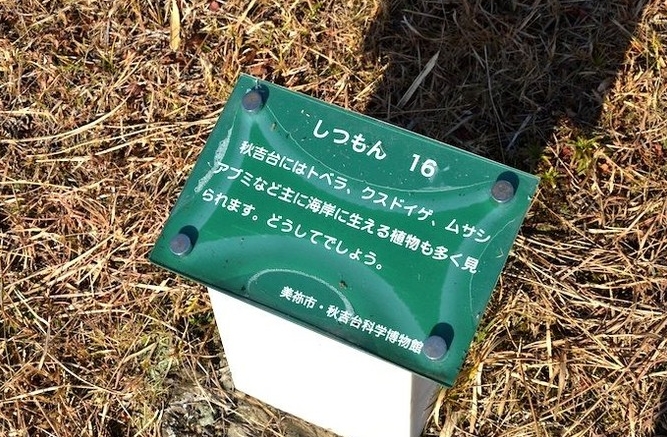 しつもん 16
秋吉台にはトベラ、クスドイゲ、ムサシ
アブミなど主に海岸に生える植物も多く見
られます。どうしてでしょう。
美祢市・秋吉台科学博物館